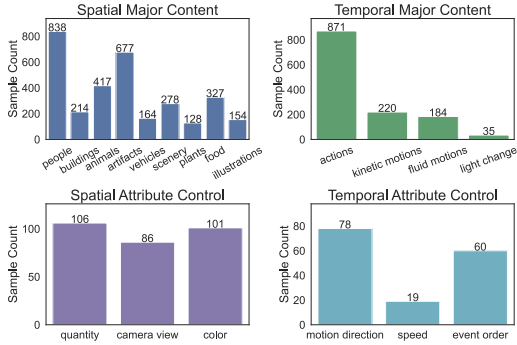 Spatial Major Content
Sample Count
800
600
400
200
0
838
214
417
677
164
278
128
327
154
people
buildings
animals
artifacts
vehicles
scenery
plants
food
illustrations
Temporal Major Content
Sample Count
800
600
400
200
0
871
220
184
35
actions
kinetic motions
fluid motions
light change
Spatial Attribute Control
Sample Count
100
50
0
106
86
101
quantity
camera view
color
Temporal Attribute Control
Sample Count
80
60
40
20
0
78
19
60
motion direction
speed
event order